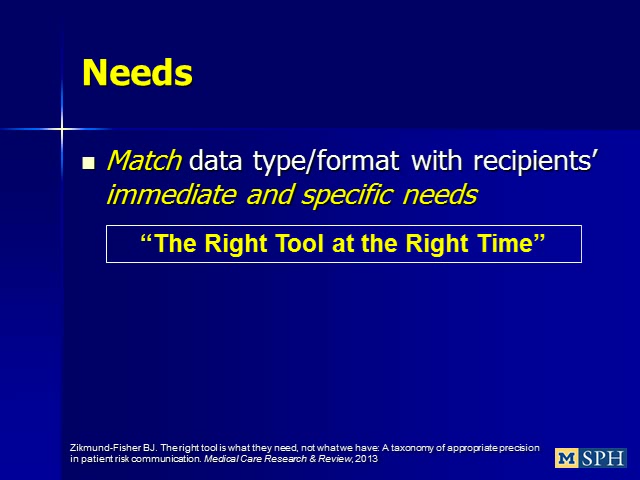 Needs
Match data type/format with recipients’
immediate and specific needs
“The Right Tool at the Right Time”
Zikmund-Fisher BJ. The right tool is what they need, not what we have: A taxonomy of appropriate precision
in patient risk communication. Medical Care Research & Review, 2013
M SPH